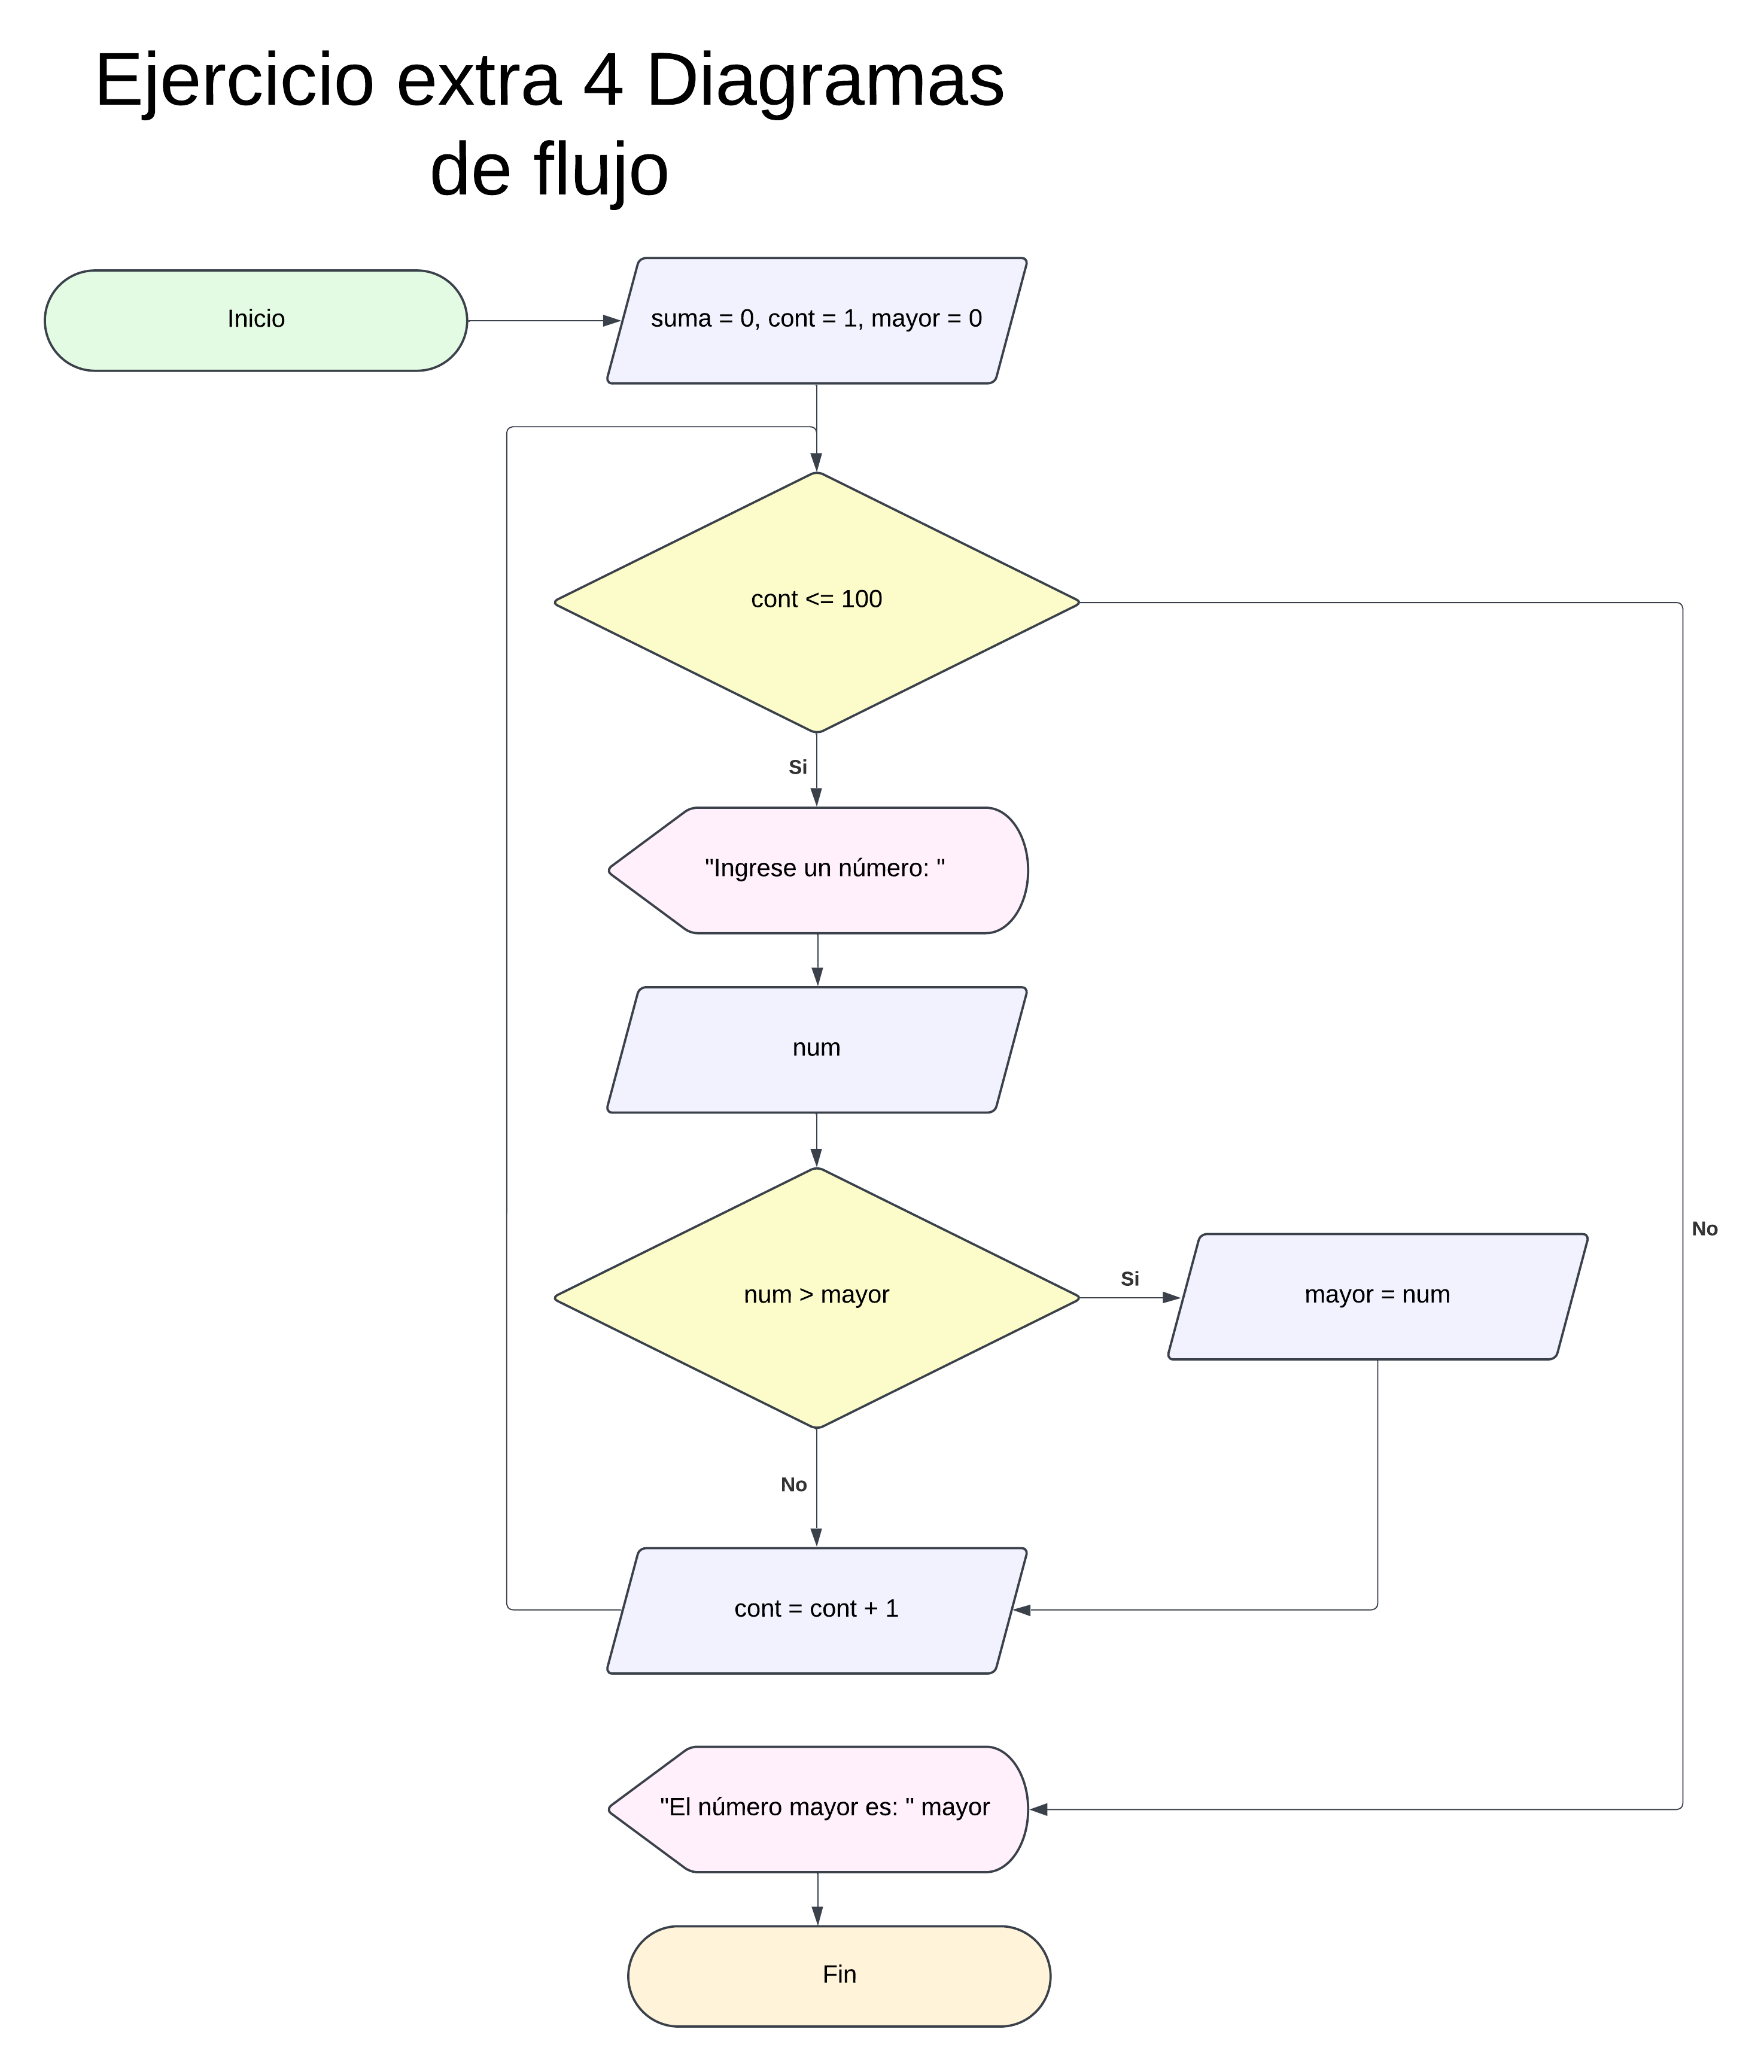 Ejercicio extra 4 Diagramas
de flujo
Inicio
suma = 0, cont = 1, mayor = 0
cont <= 100
Si
"Ingrese un número: "
num
num > mayor
Si
mayor = num
No
No
cont = cont + 1
"El número mayor es: " mayor
Fin